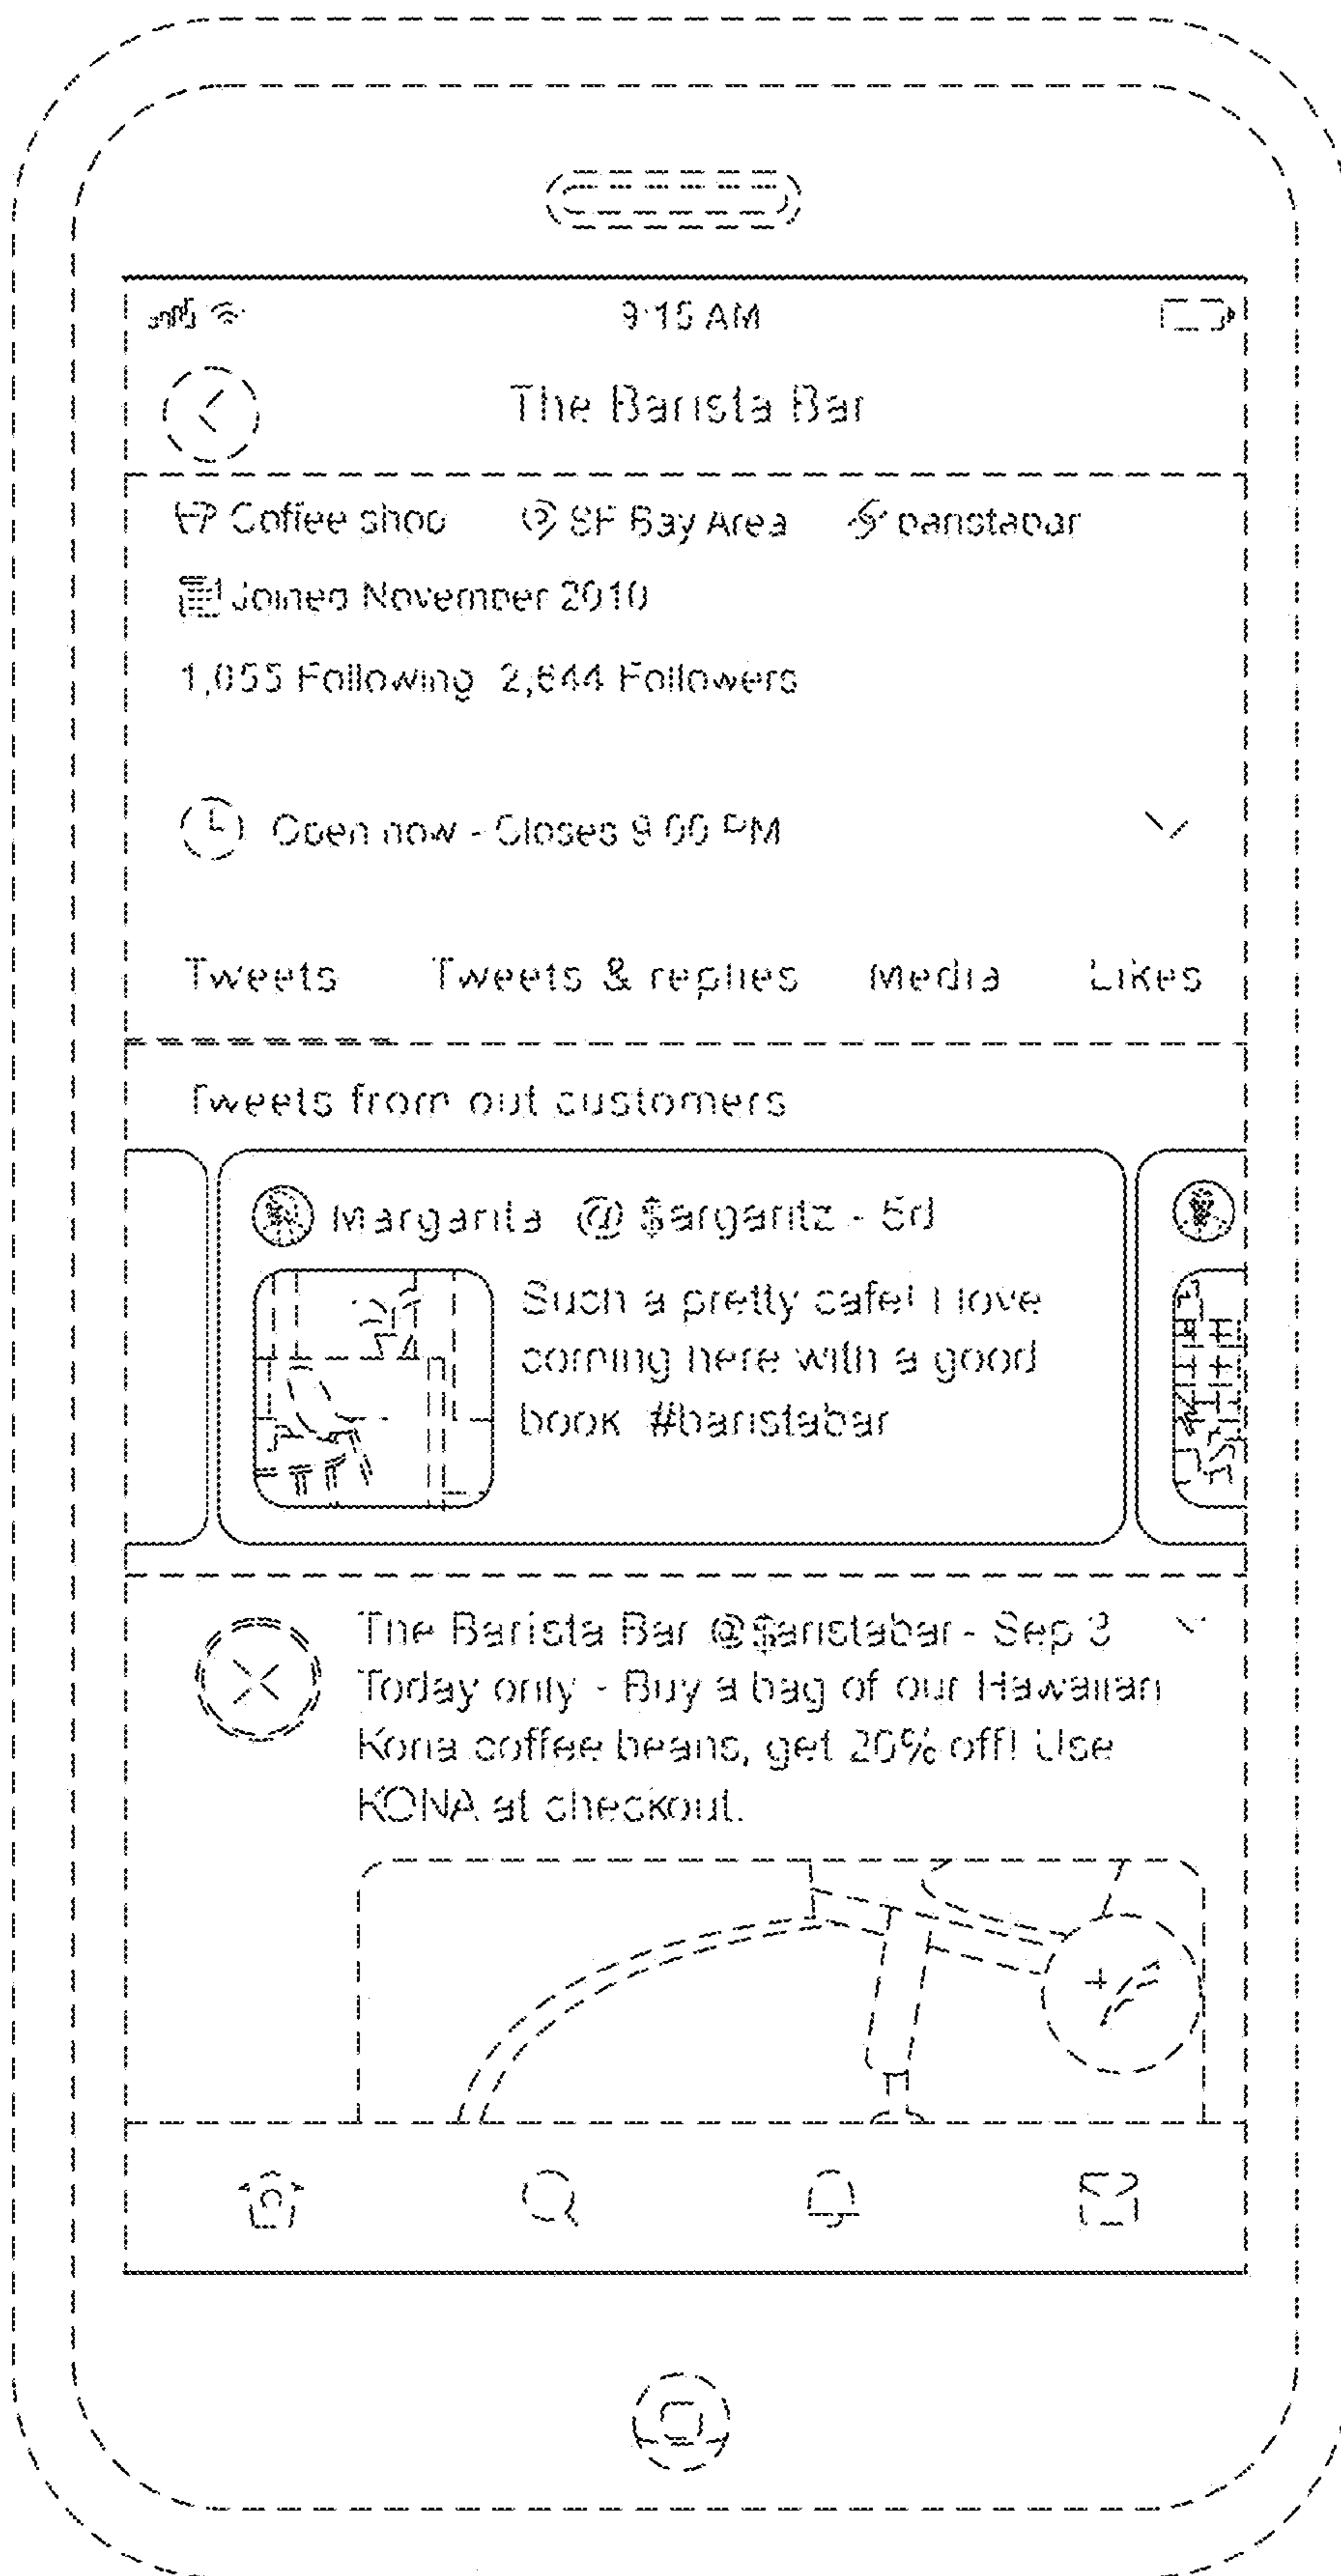 9:15 AM
The Barista Bar
Coffee shop SF Bay Area baristabar
Joined November 2010
1,055 Following 2,644 Followers
Open now - Closes 9:00 PM
Tweets Tweets & replies Media Likes
Tweets from out customers
Margarita @$argaritz - 5d
Such a pretty cafe! I love
coming here with a good
book #baristabar
The Barista Bar @$aristabar - Sep 3
Today only - Buy a bag of our Hawaiian
Kona coffee beans, get 20% off! Use
KONA at checkout.